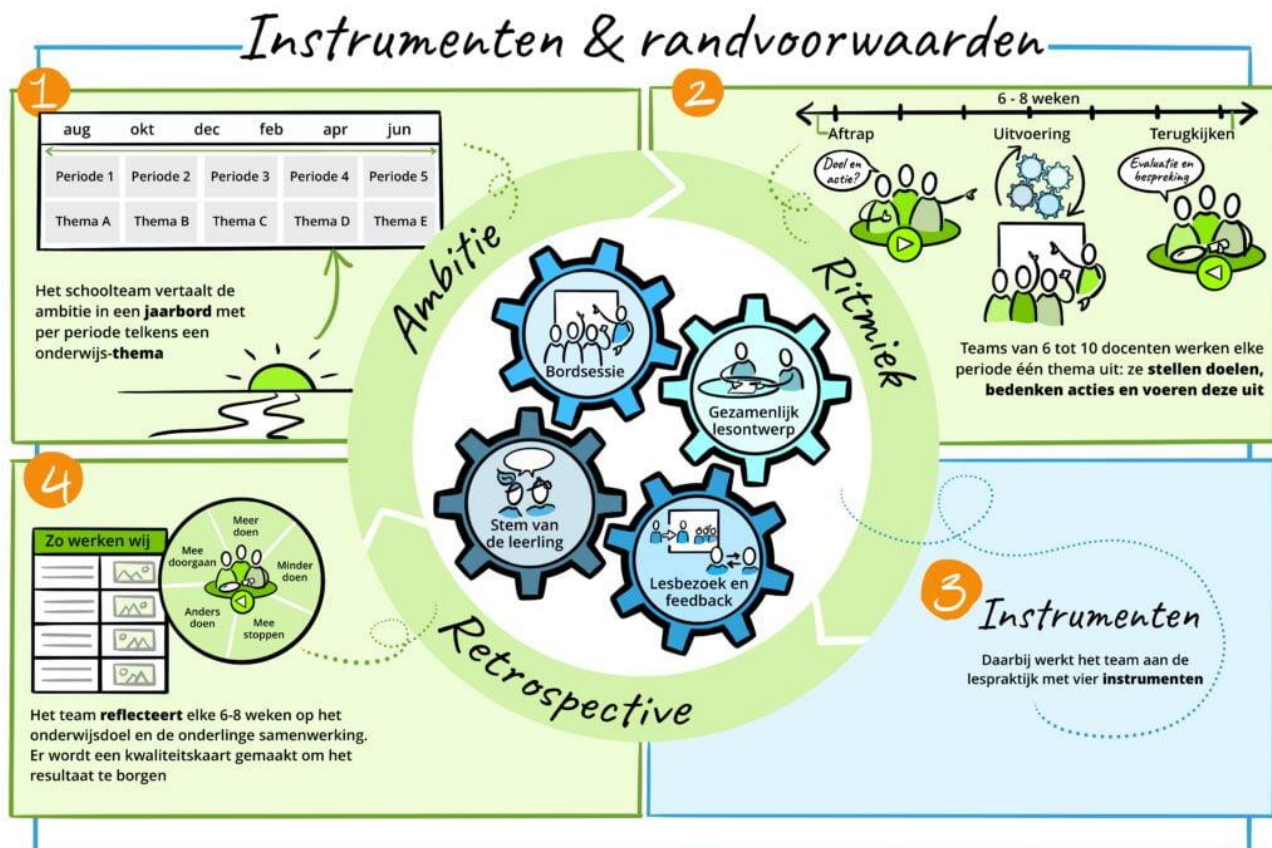 Instrumenten & randvoorwaarden
1
aug okt dec feb apr jun
Periode 1 Periode 2 Periode 3 Periode 4 Periode 5
Thema A Thema B Thema C Thema D Thema E
Het schoolteam vertaalt de
ambitie in een jaarbord met
per periode telkens een
onderwijs-thema
2
6 - 8 weken
Aftrap Uitvoering Terugkijken
Doel en
actie?
Evaluatie en
bespreking
Teams van 6 tot 10 docenten werken elke
periode één thema uit: ze stellen doelen,
bedenken acties en voeren deze uit
Ambitie
Ritmiek
Retrospective
Bordsessie
Gezamenlijk
lesontwerp
Stem van
de leerling
Lesbezoek en
feedback
3
Instrumenten
Daarbij werkt het team aan de
lespraktijk met vier instrumenten
4
Zo werken wij
Meer
doen
Minder
doen
Mee
stoppen
Anders
doen
Mee
doorgaan
Het team reflecteert elke 6-8 weken op het
onderwijsdoel en de onderlinge samenwerking.
Er wordt een kwaliteitskaart gemaakt om het
resultaat te borgen